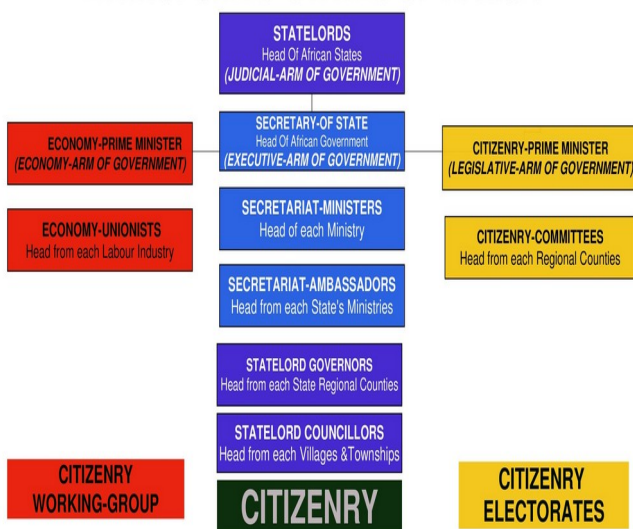 STATELORDS
Head Of African States
(JUDICIAL-ARM OF GOVERNMENT)
ECONOMY-PRIME MINISTER
(ECONOMY-ARM OF GOVERNMENT)
SECRETARY-OF STATE
Head Of African Government
(EXECUTIVE-ARM OF GOVERNMENT)
CITIZENRY-PRIME MINISTER
(LEGISLATIVE-ARM OF GOVERNMENT)
ECONOMY-UNIONISTS
Head from each Labour Industry
SECRETARIAT-MINISTERS
Head of each Ministry
CITIZENRY-COMMITTEES
Head from each Regional Counties
SECRETARIAT-AMBASSADORS
Head from each State's Ministries
STATELORD GOVERNORS
Head from each State Regional Counties
STATELORD COUNCILLORS
Head from each Villages &Townships
CITIZENRY
WORKING-GROUP
CITIZENRY
CITIZENRY
ELECTORATES